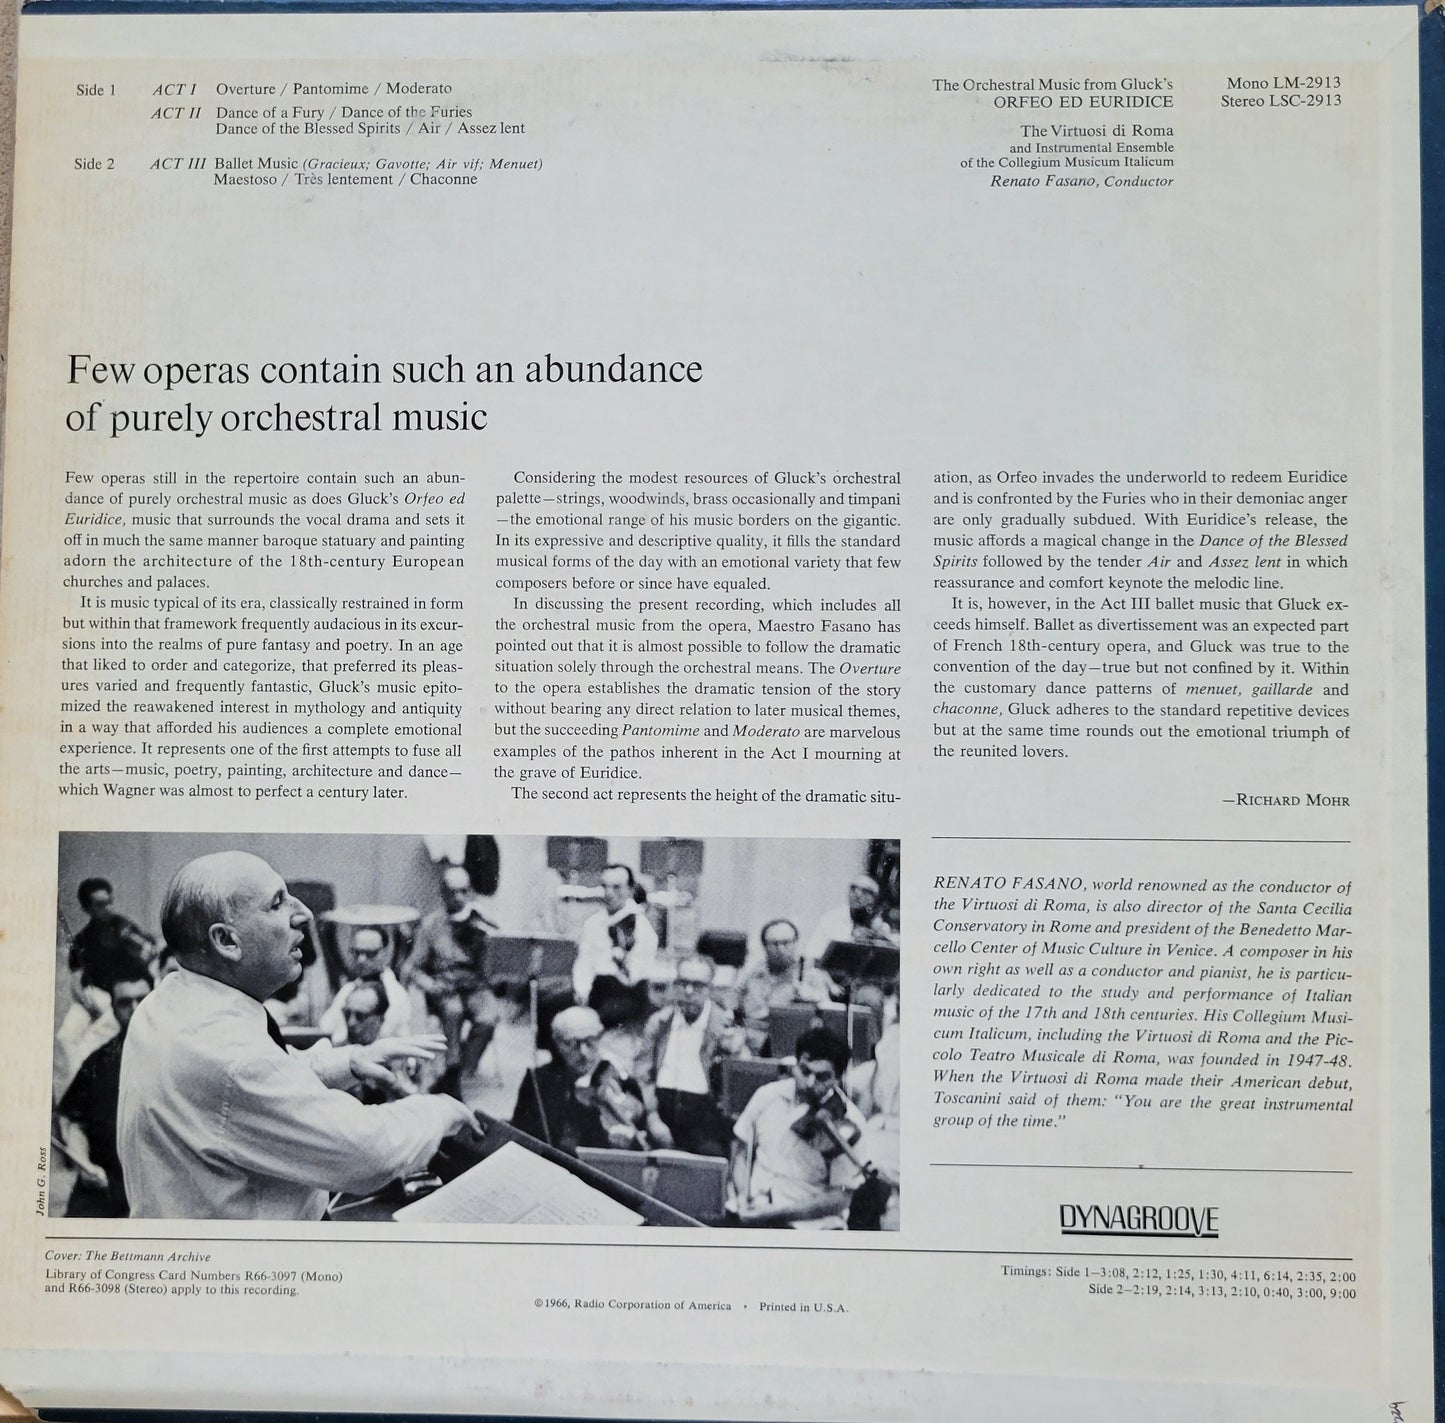 Side 1 ACT I Overture / Pantomime / Moderato
ACT II Dance of a Fury / Dance of the Furies
Dance of the Blessed Spirits / Air / Assez lent
Side 2 ACT III Ballet Music (Gracieux; Gavotte; Air vif; Menuet)
Maestoso / Très lentement / Chaconne
The Orchestral Music from Gluck's
ORFEO ED EURIDICE
The Virtuosi di Roma
and Instrumental Ensemble
of the Collegium Musicum Italicum
Renato Fasano, Conductor
Mono LM-2913
Stereo LSC-2913
Few operas contain such an abundance
of purely orchestral music
Few operas still in the repertoire contain such an abun-
dance of purely orchestral music as does Gluck's Orfeo ed
Euridice, music that surrounds the vocal drama and sets it
off in much the same manner baroque statuary and painting
adorn the architecture of the 18th-century European
churches and palaces.
It is music typical of its era, classically restrained in form
but within that framework frequently audacious in its excur-
sions into the realms of pure fantasy and poetry. In an age
that liked to order and categorize, that preferred its pleas-
ures varied and frequently fantastic, Gluck's music epito-
mized the reawakened interest in mythology and antiquity
in a way that afforded his audiences a complete emotional
experience. It represents one of the first attempts to fuse all
the arts—music, poetry, painting, architecture and dance—
which Wagner was almost to perfect a century later.
Considering the modest resources of Gluck's orchestral
palette—strings, woodwinds, brass occasionally and timpani
—the emotional range of his music borders on the gigantic.
In its expressive and descriptive quality, it fills the standard
musical forms of the day with an emotional variety that few
composers before or since have equaled.
In discussing the present recording, which includes all
the orchestral music from the opera, Maestro Fasano has
pointed out that it is almost possible to follow the dramatic
situation solely through the orchestral means. The Overture
to the opera establishes the dramatic tension of the story
without bearing any direct relation to later musical themes,
but the succeeding Pantomime and Moderato are marvelous
examples of the pathos inherent in the Act I mourning at
the grave of Euridice.
The second act represents the height of the dramatic situ-
ation, as Orfeo invades the underworld to redeem Euridice
and is confronted by the Furies who in their demoniac anger
are only gradually subdued. With Euridice's release, the
music affords a magical change in the Dance of the Blessed
Spirits followed by the tender Air and Assez lent in which
reassurance and comfort keynote the melodic line.
It is, however, in the Act III ballet music that Gluck ex-
ceeds himself. Ballet as divertissement was an expected part
of French 18th-century opera, and Gluck was true to the
convention of the day—true but not confined by it. Within
the customary dance patterns of menuet, gaillarde and
chaconne, Gluck adheres to the standard repetitive devices
but at the same time rounds out the emotional triumph of
the reunited lovers.
—RICHARD MOHR
RENATO FASANO, world renowned as the conductor of
the Virtuosi di Roma, is also director of the Santa Cecilia
Conservatory in Rome and president of the Benedetto Mar-
cello Center of Music Culture in Venice. A composer in his
own right as well as a conductor and pianist, he is particu-
larly dedicated to the study and performance of Italian
music of the 17th and 18th centuries. His Collegium Musi-
cum Italicum, including the Virtuosi di Roma and the Pic-
colo Teatro Musicale di Roma, was founded in 1947-48.
When the Virtuosi di Roma made their American debut,
Toscanini said of them: "You are the great instrumental
group of the time."
John G. Ross
DYNAGROOVE
Cover: The Bettmann Archive
Library of Congress Card Numbers R66-3097 (Mono)
and R66-3098 (Stereo) apply to this recording.
©1966, Radio Corporation of America • Printed in U.S.A.
Timings: Side 1—3:08, 2:12, 1:25, 1:30, 4:11, 6:14, 2:35, 2:00
Side 2—2:19, 2:14, 3:13, 2:10, 0:40, 3:00, 9:00